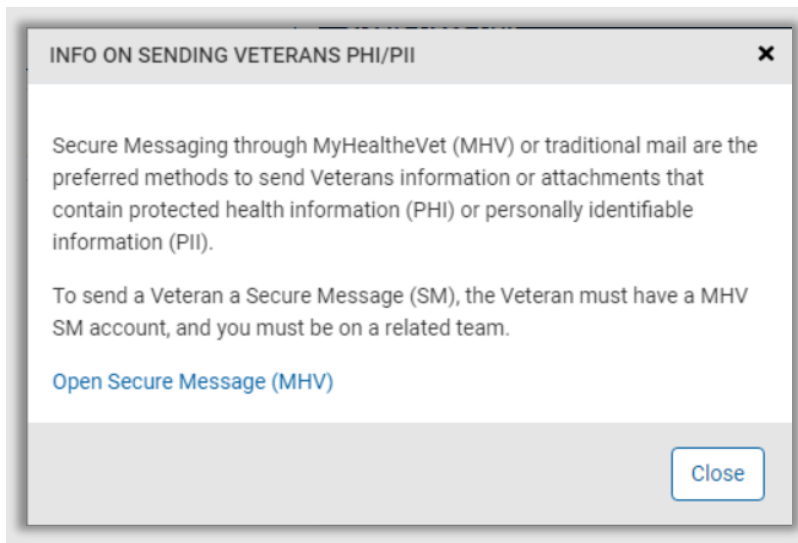 INFO ON SENDING VETERANS PHI/PII
Secure Messaging through MyHealtheVet (MHV) or traditional mail are the
preferred methods to send Veterans information or attachments that
contain protected health information (PHI) or personally identifiable
information (PII).
To send a Veteran a Secure Message (SM), the Veteran must have a MHV
SM account, and you must be on a related team.
Open Secure Message (MHV)
Close